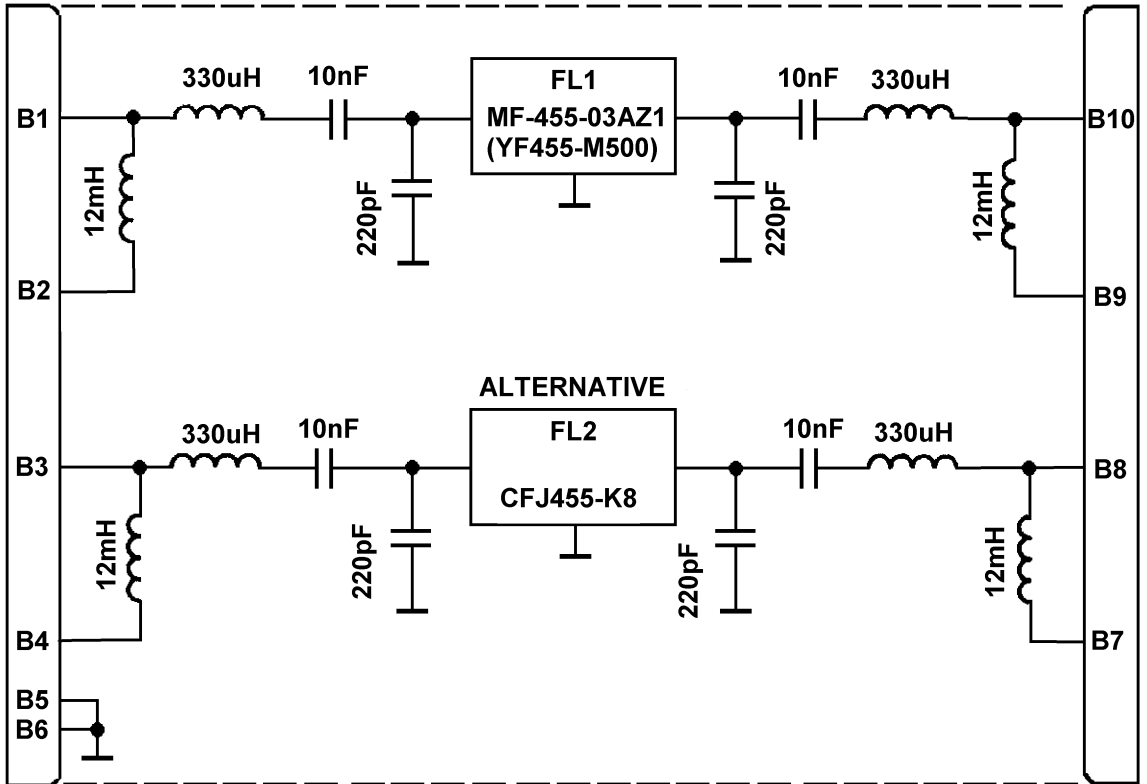 330uH 10nF FL1 10nF 330uH
B1 MF-455-03AZ1 B10
(YF455-M500)
12mH 220pF 220pF 12mH
B2 B9
ALTERNATIVE
330uH 10nF FL2 10nF 330uH
B3 B8
CFJ455-K8
12mH 220pF 220pF 12mH
B4 B7
B5
B6